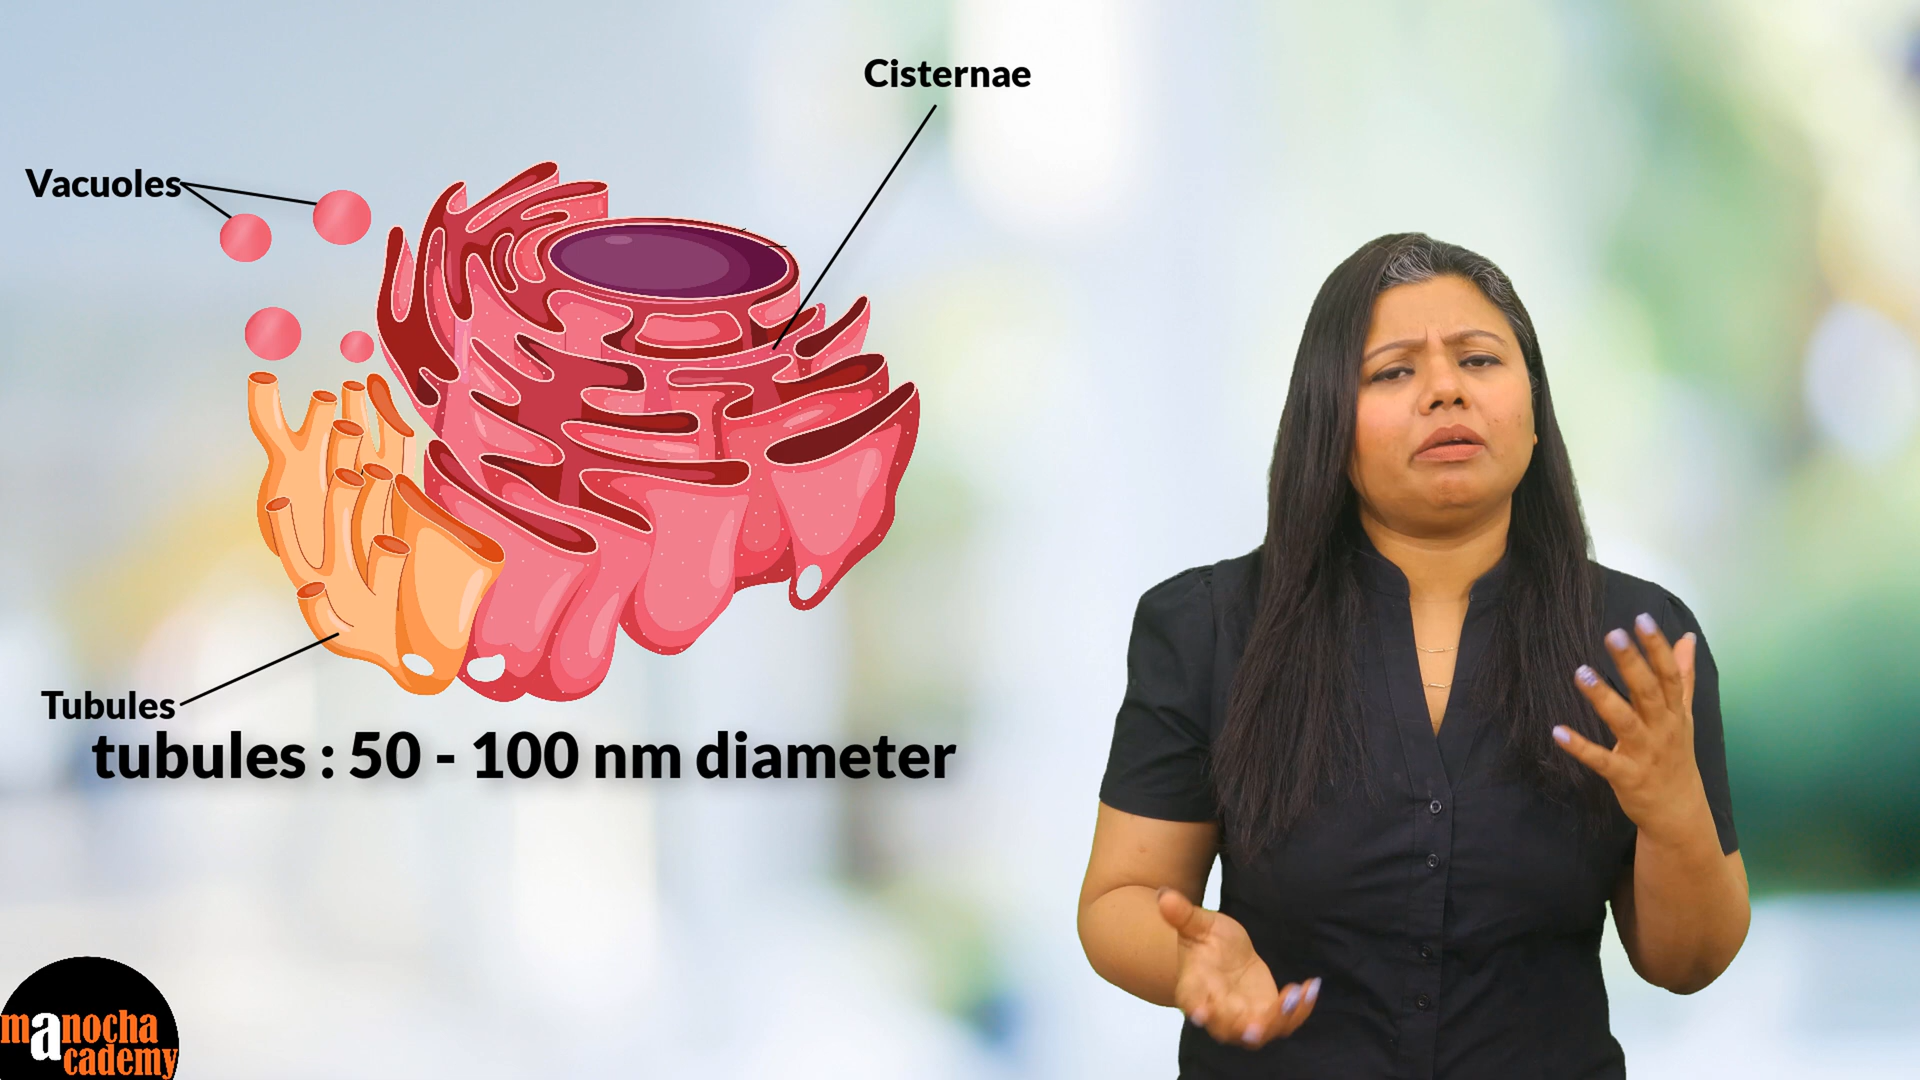 Cisternae
Vacuoles
Tubules
tubules : 50 - 100 nm diameter
manocha
academy